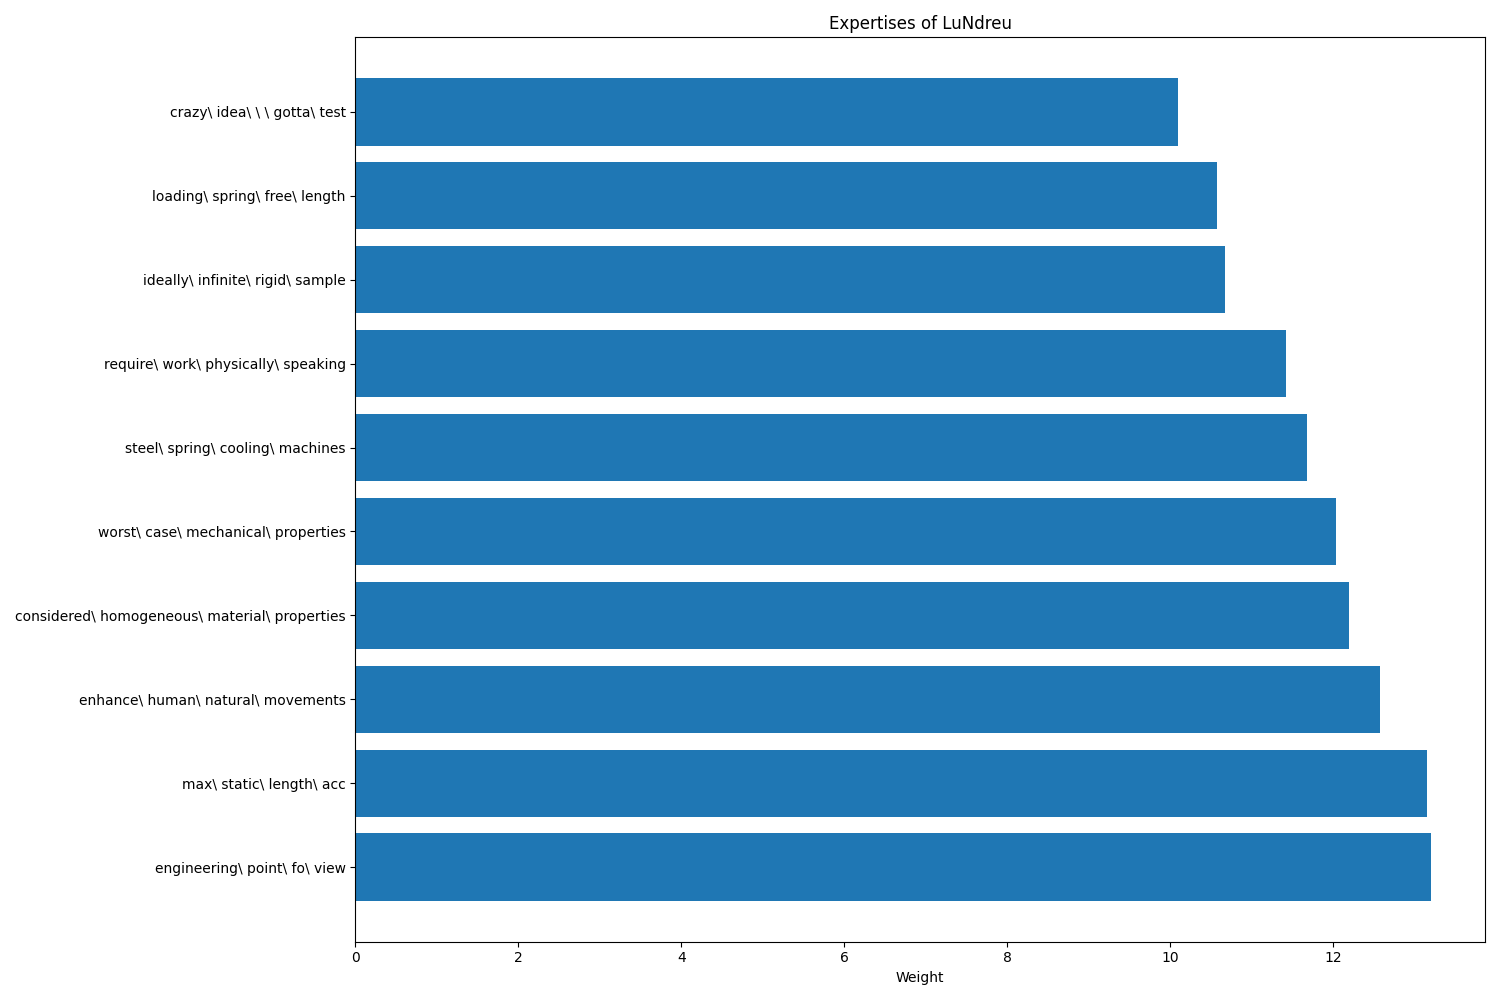 Expertises of LuNdreu
crazy\ idea\ \ \ gotta\ test
loading\ spring\ free\ length
ideally\ infinite\ rigid\ sample
require\ work\ physically\ speaking
steel\ spring\ cooling\ machines
worst\ case\ mechanical\ properties
considered\ homogeneous\ material\ properties
enhance\ human\ natural\ movements
max\ static\ length\ acc
engineering\ point\ fo\ view
0 2 4 6 8 10 12
Weight